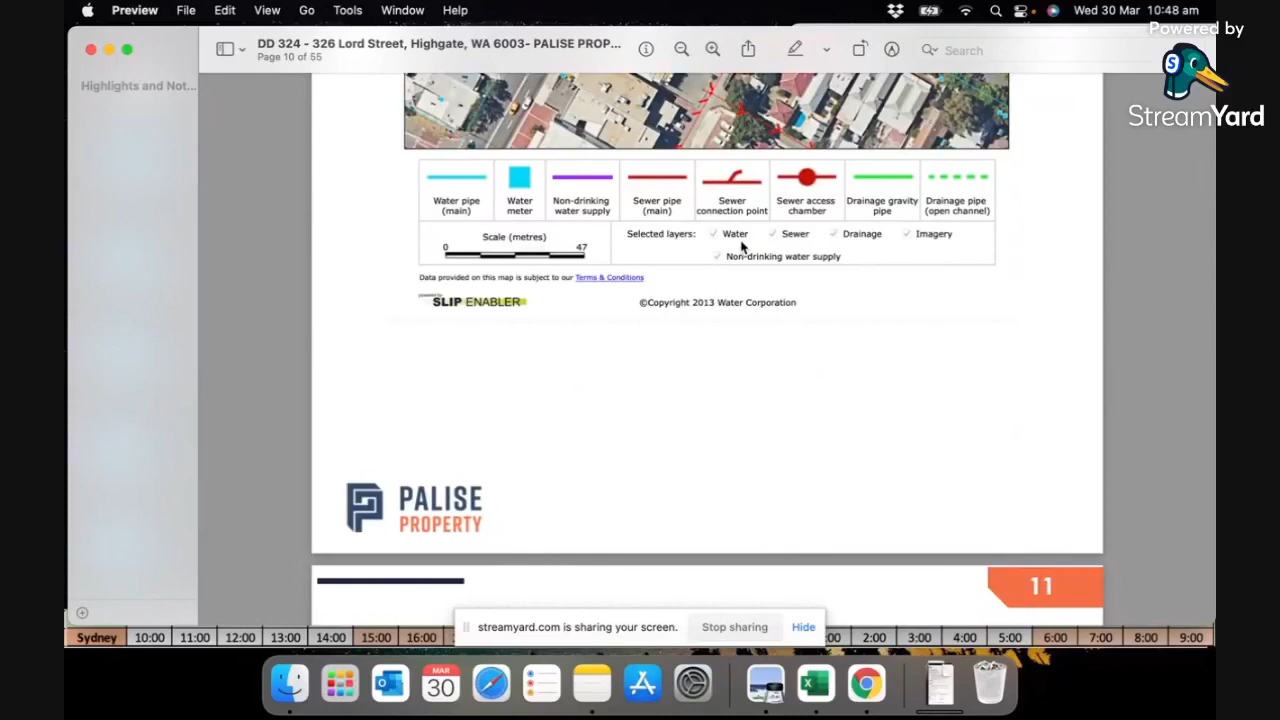 Preview File Edit View Go Tools Window Help Wed 30 Mar 10:48 am
Powered by
StreamYard
DD 324 - 326 Lord Street, Highgate, WA 6003- PALISE PROP...
Page 10 of 55
Search
Highlights and Not...
Water pipe (main)
Water meter
Non-drinking water supply
Sewer pipe (main)
Sewer connection point
Sewer access chamber
Drainage gravity pipe
Drainage pipe (open channel)
Scale (metres)
0 47
Selected layers: Water Sewer Drainage Imagery
Non-drinking water supply
Data provided on this map is subject to our Terms & Conditions
SLIP ENABLER
©Copyright 2013 Water Corporation
PALISE
PROPERTY
11
streamyard.com is sharing your screen. Stop sharing Hide
Sydney 10:00 11:00 12:00 13:00 14:00 15:00 16:00 2:00 3:00 4:00 5:00 6:00 7:00 8:00 9:00
MAR
30